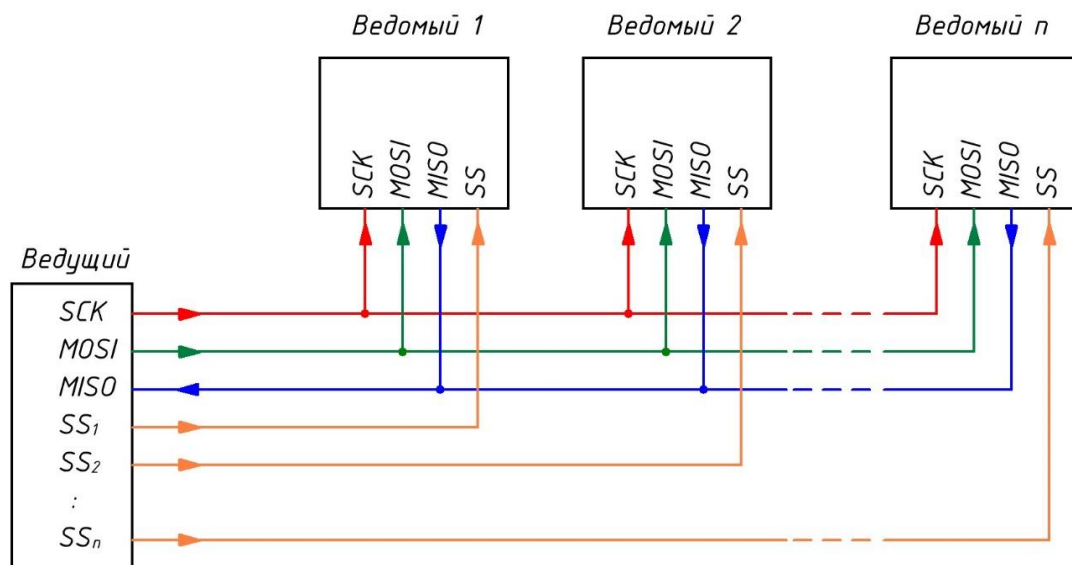 Ведомый 1
Ведомый 2
Ведомый n
SCK
MOSI
MISO
SS
SCK
MOSI
MISO
SS
SCK
MOSI
MISO
SS
Ведущий
SCK
MOSI
MISO
SS₁
SS₂
:
SSₙ